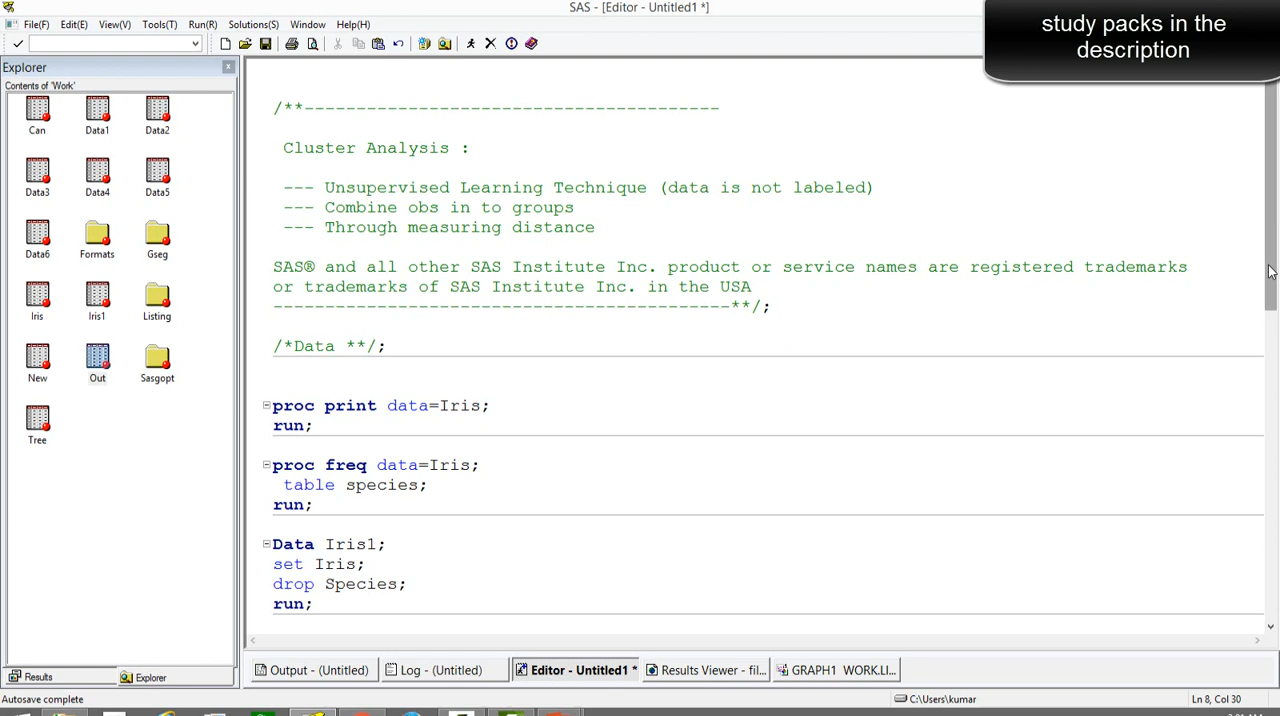 SAS - [Editor - Untitled1 *]
File(F) Edit(E) View(V) Tools(T) Run(R) Solutions(S) Window Help(H)
study packs in the
description
Explorer
Contents of 'Work'
Can Data1 Data2
Data3 Data4 Data5
Data6 Formats Gseg
Iris Iris1 Listing
New Out Sasgopt
Tree
/**----------------------------------------
Cluster Analysis :
--- Unsupervised Learning Technique (data is not labeled)
--- Combine obs in to groups
--- Through measuring distance
SAS® and all other SAS Institute Inc. product or service names are registered trademarks
or trademarks of SAS Institute Inc. in the USA
--------------------------------------------**/;
/*Data **/;
proc print data=Iris;
run;
proc freq data=Iris;
table species;
run;
Data Iris1;
set Iris;
drop Species;
run;
Results Explorer
Output - (Untitled) Log - (Untitled) Editor - Untitled1 * Results Viewer - fil... GRAPH1 WORK.LI...
Autosave complete C:\Users\kumar Ln 8, Col 30